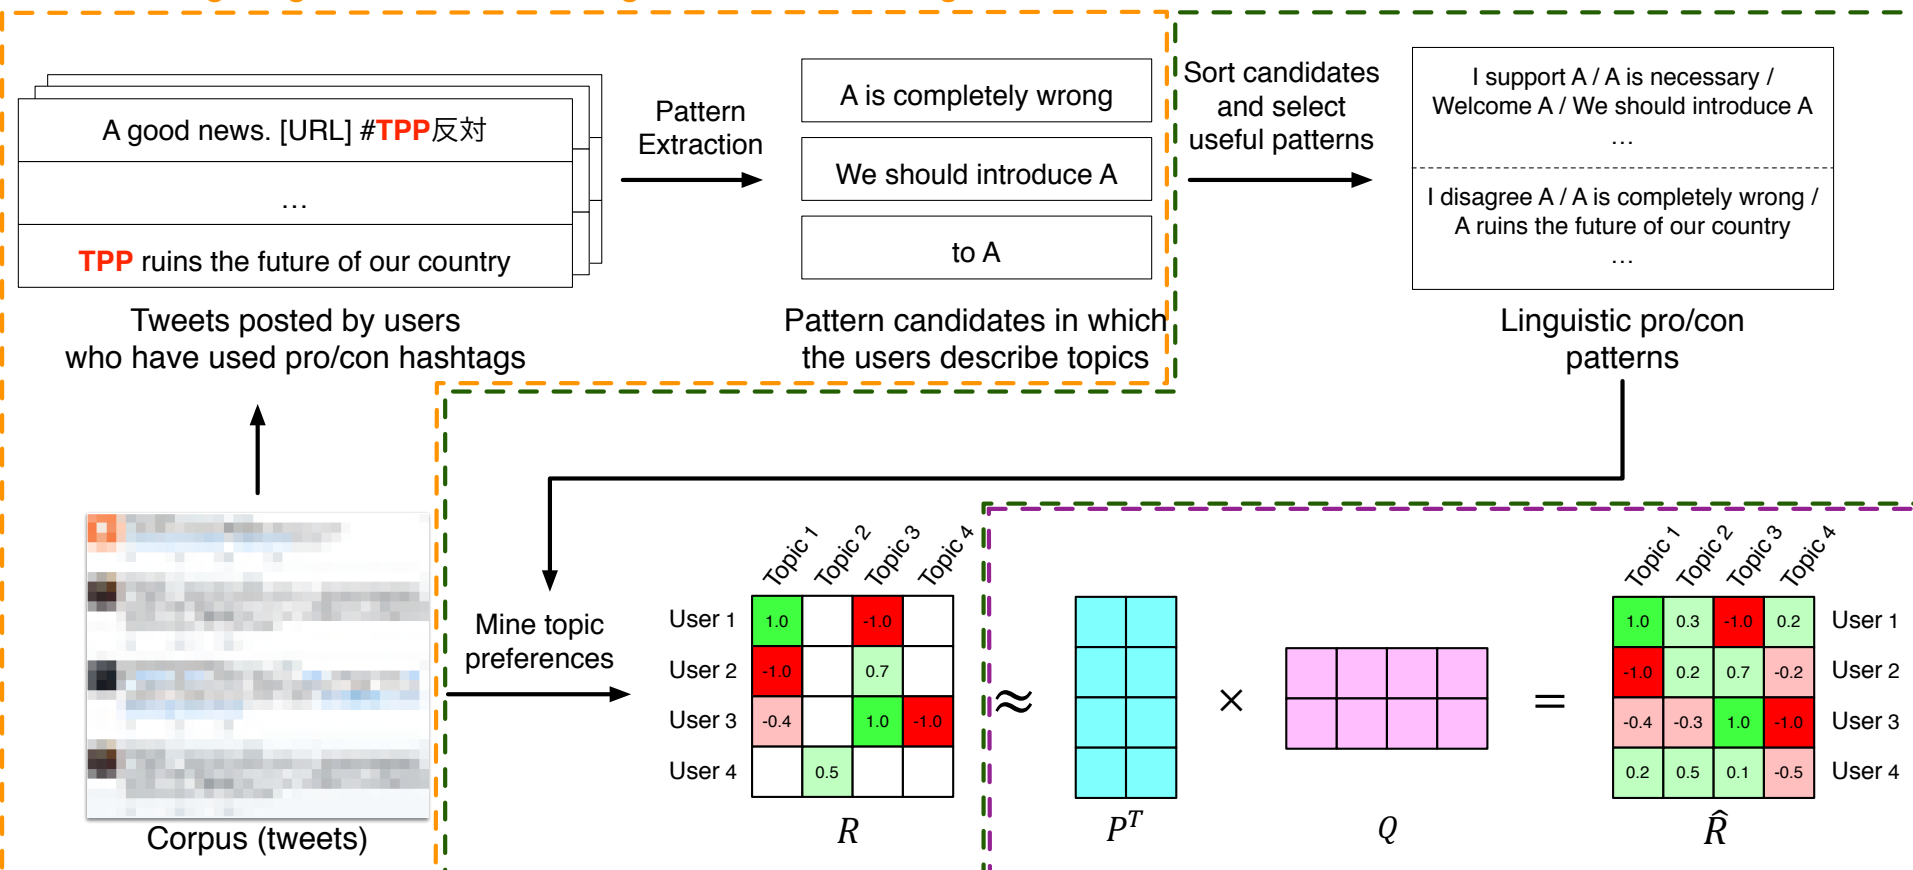 A good news. [URL] #TPP反対
…
TPP ruins the future of our country
Tweets posted by users
who have used pro/con hashtags
Pattern
Extraction
A is completely wrong
We should introduce A
to A
Pattern candidates in which
the users describe topics
Sort candidates
and select
useful patterns
I support A / A is necessary /
Welcome A / We should introduce A
…
I disagree A / A is completely wrong /
A ruins the future of our country
…
Linguistic pro/con
patterns
Corpus (tweets)
Mine topic
preferences
Topic 1 Topic 2 Topic 3 Topic 4
User 1 1.0 -1.0
User 2 -1.0 0.7
User 3 -0.4 1.0 -1.0
User 4 0.5
R
≈
P^T
×
Q
=
Topic 1 Topic 2 Topic 3 Topic 4
1.0 0.3 -1.0 0.2 User 1
-1.0 0.2 0.7 -0.2 User 2
-0.4 -0.3 1.0 -1.0 User 3
0.2 0.5 0.1 -0.5 User 4
R̂